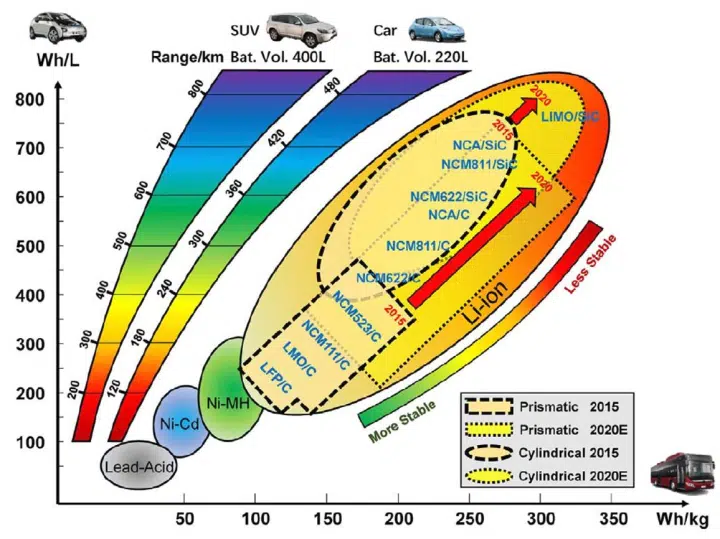 SUV
Car
Wh/L
Range/km
Bat. Vol. 400L
Bat. Vol. 220L
800
700
600
500
400
300
200
100
800
700
600
500
400
300
200
480
420
360
300
240
180
120
2020
LIMO/SiC
2015
NCA/SiC
NCM811/SiC
2020
NCM622/SiC
NCA/C
NCM811/C
NCM622/C
2015
NCM523/C
NCM111/C
LMO/C
LFP/C
Li-ion
Less Stable
More Stable
Ni-MH
Ni-Cd
Lead-Acid
Prismatic 2015
Prismatic 2020E
Cylindrical 2015
Cylindrical 2020E
50
100
150
200
250
300
350
Wh/kg